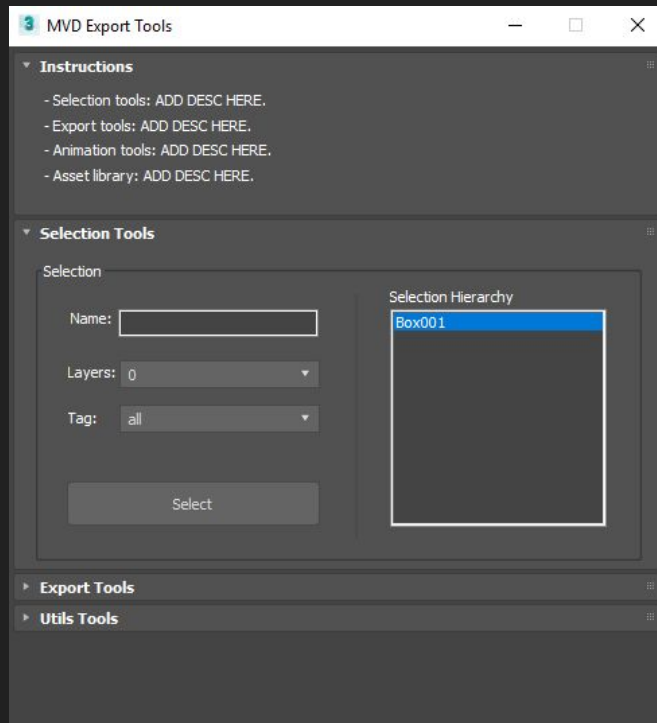 3 MVD Export Tools
Instructions
- Selection tools: ADD DESC HERE.
- Export tools: ADD DESC HERE.
- Animation tools: ADD DESC HERE.
- Asset library: ADD DESC HERE.
Selection Tools
Selection
Name:
Layers: 0
Tag: all
Select
Selection Hierarchy
Box001
Export Tools
Utils Tools